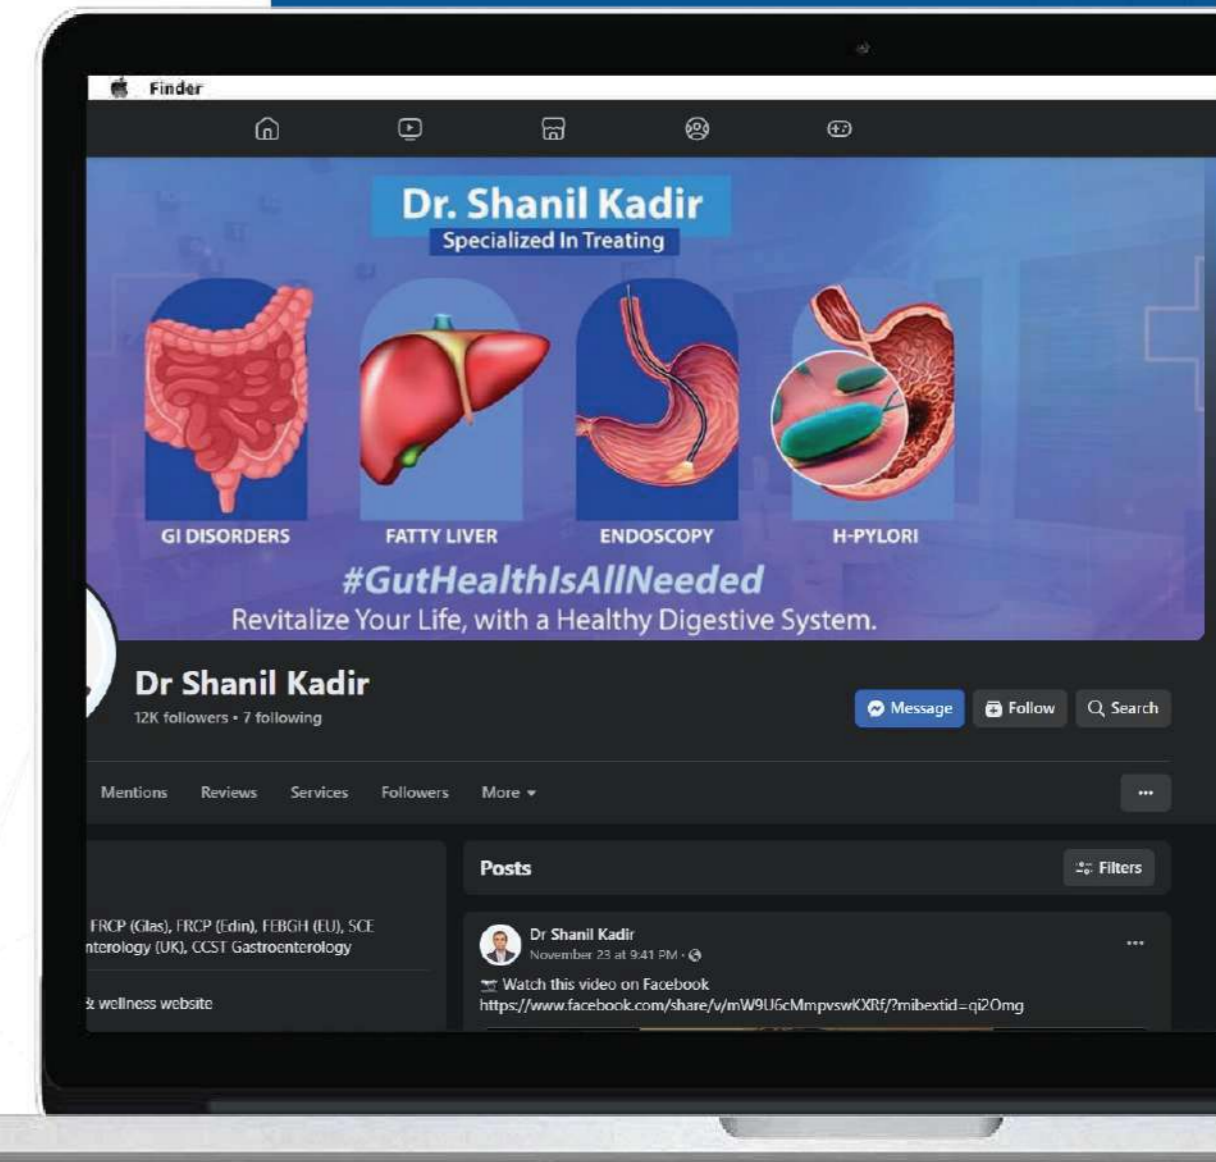 Finder
Dr. Shanil Kadir
Specialized In Treating
GI DISORDERS
FATTY LIVER
ENDOSCOPY
H-PYLORI
#GutHealthIsAllNeeded
Revitalize Your Life, with a Healthy Digestive System.
Dr Shanil Kadir
12K followers • 7 following
Message
Follow
Search
Mentions
Reviews
Services
Followers
More
FRCP (Glas), FRCP (Edin), FEBGH (EU), SCE
nterology (UK), CCST Gastroenterology
& wellness website
Posts
Filters
Dr Shanil Kadir
November 23 at 9:41 PM ·
Watch this video on Facebook
https://www.facebook.com/share/v/mW9U6cMmpvswKXRf/?mibextid=qi2Omg